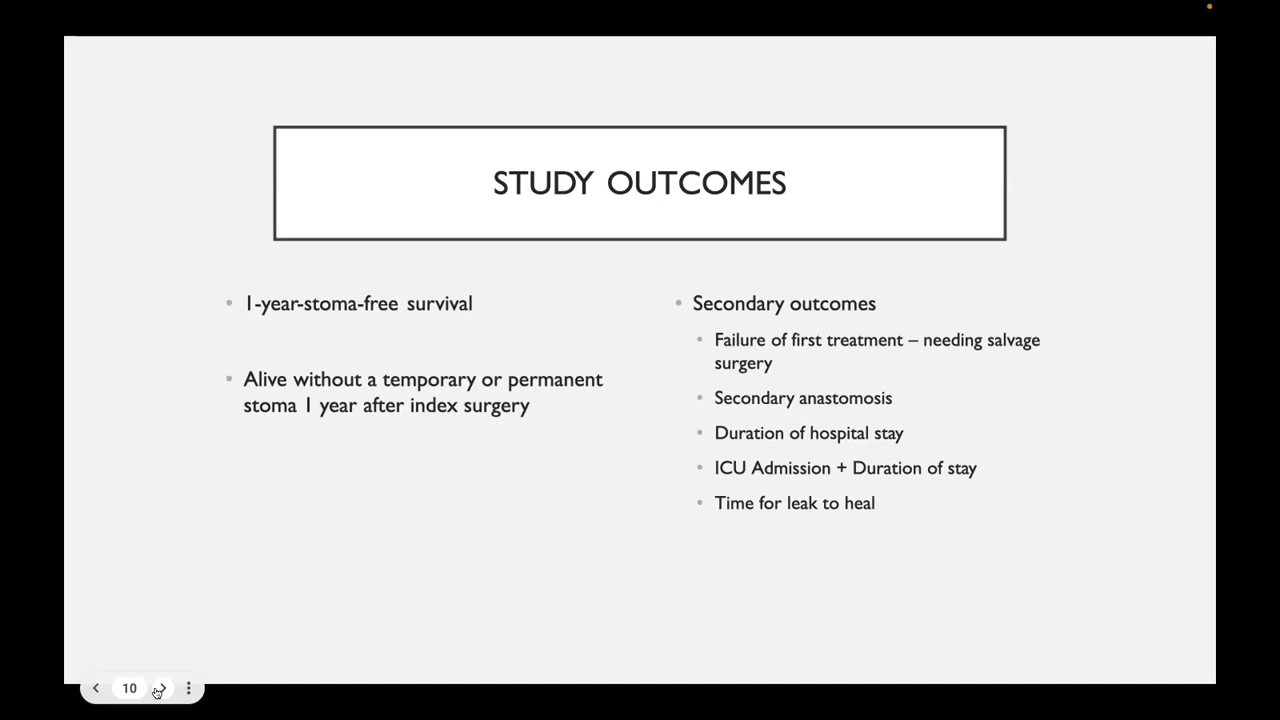 STUDY OUTCOMES
1-year-stoma-free survival
Alive without a temporary or permanent
stoma 1 year after index surgery
Secondary outcomes
Failure of first treatment – needing salvage
surgery
Secondary anastomosis
Duration of hospital stay
ICU Admission + Duration of stay
Time for leak to heal
10